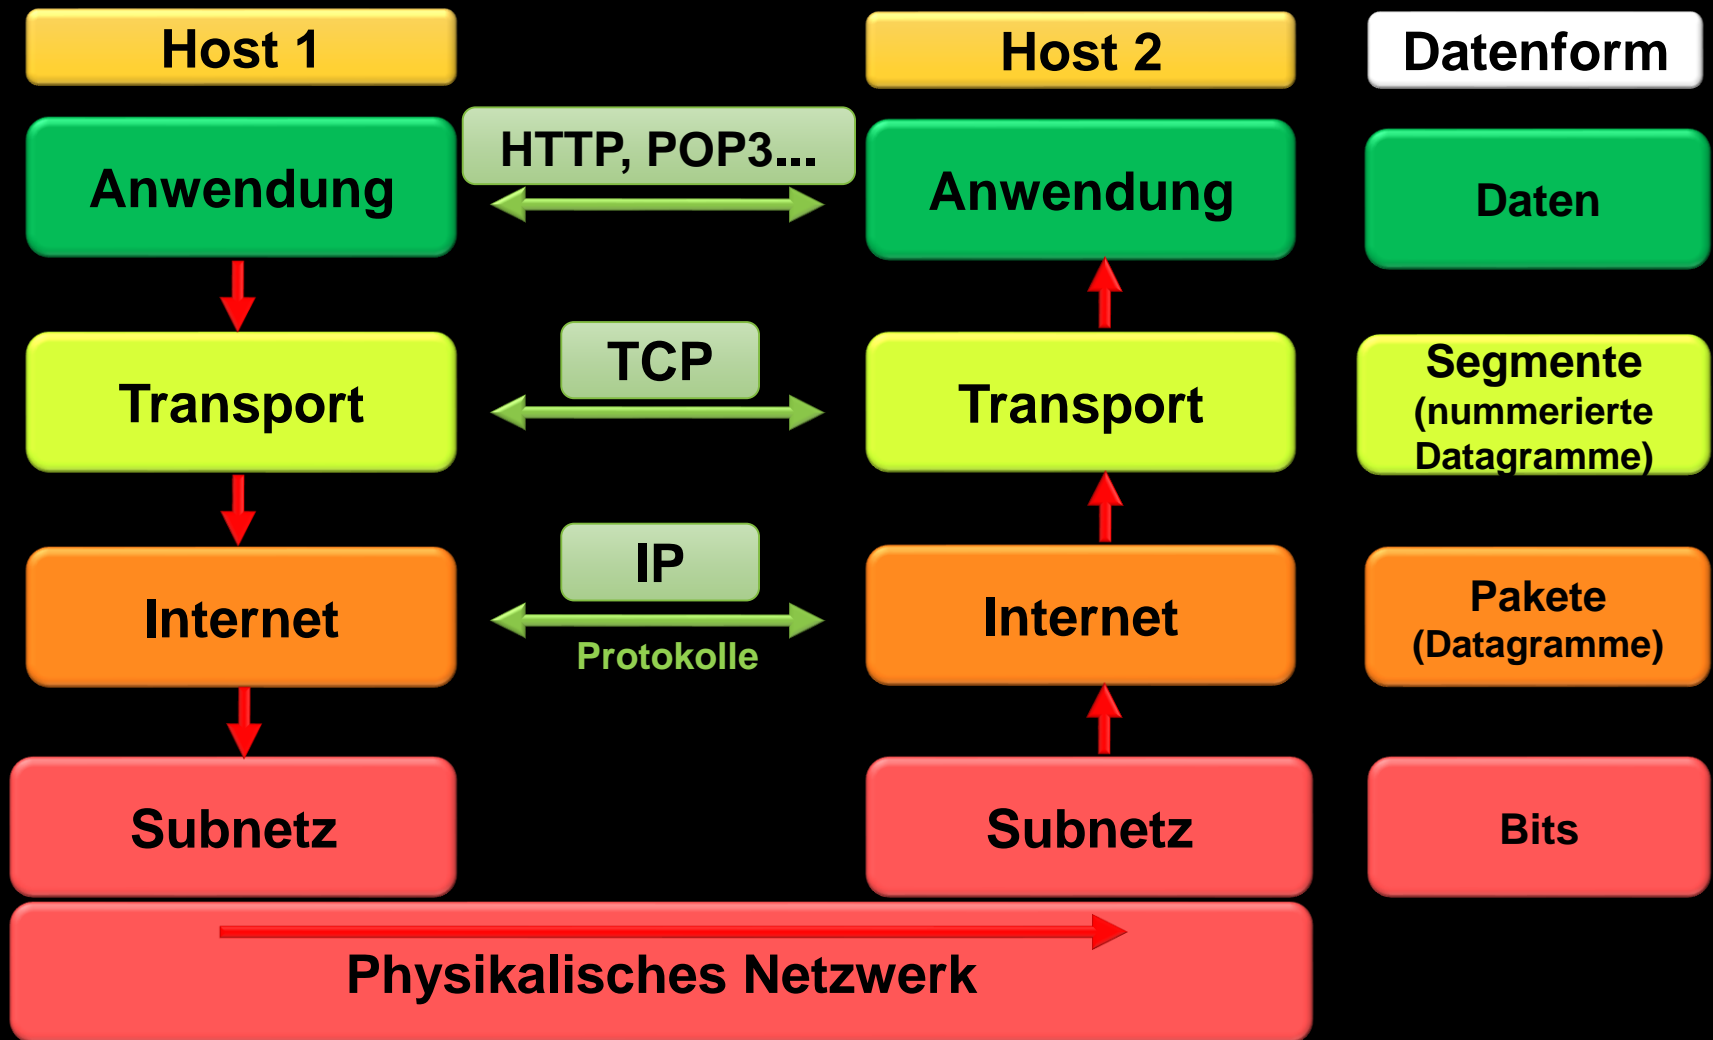 Host 1
Host 2
Datenform
Anwendung
HTTP, POP3...
Anwendung
Daten
Transport
TCP
Transport
Segmente
(nummerierte
Datagramme)
Internet
IP
Protokolle
Internet
Pakete
(Datagramme)
Subnetz
Subnetz
Bits
Physikalisches Netzwerk